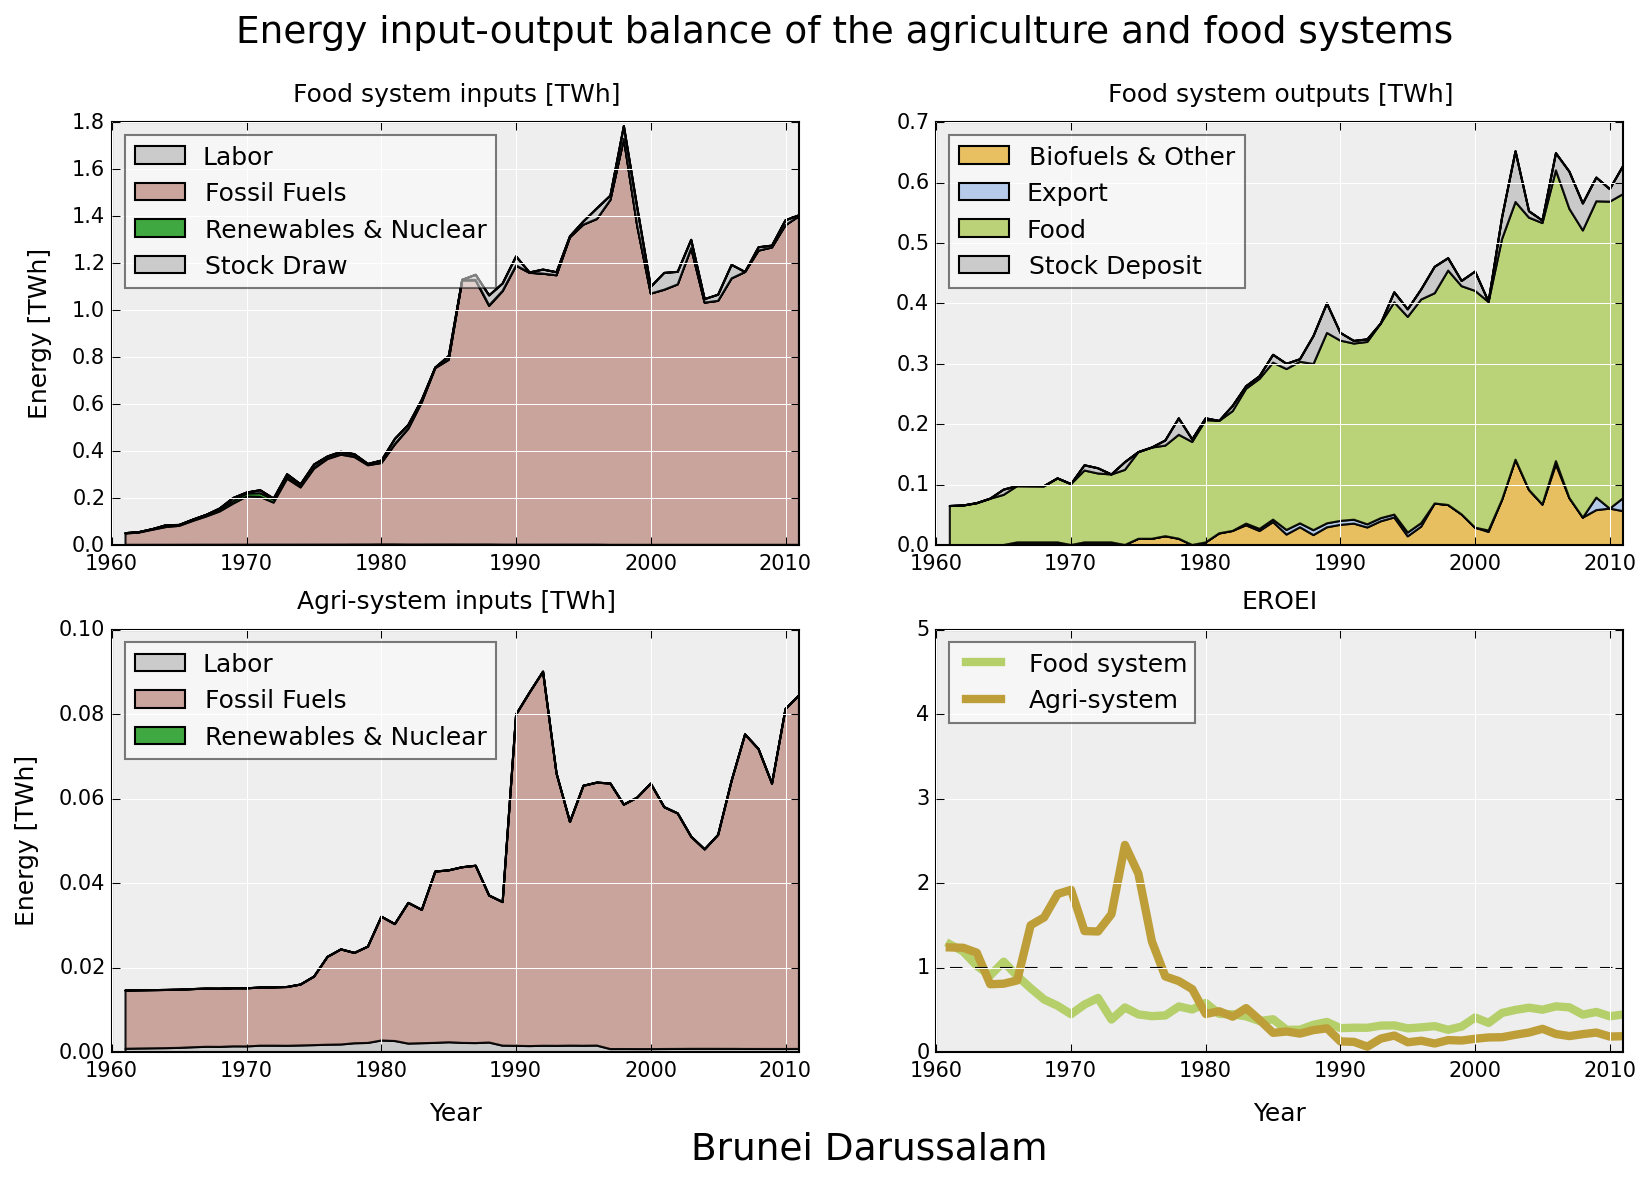 Energy input-output balance of the agriculture and food systems
Food system inputs [TWh]
Energy [TWh]
1.8
1.6
1.4
1.2
1.0
0.8
0.6
0.4
0.2
0.0
Labor
Fossil Fuels
Renewables & Nuclear
Stock Draw
1960 1970 1980 1990 2000 2010
Food system outputs [TWh]
0.7
0.6
0.5
0.4
0.3
0.2
0.1
0.0
Biofuels & Other
Export
Food
Stock Deposit
1960 1970 1980 1990 2000 2010
Agri-system inputs [TWh]
Energy [TWh]
0.10
0.08
0.06
0.04
0.02
0.00
Labor
Fossil Fuels
Renewables & Nuclear
1960 1970 1980 1990 2000 2010
Year
EROEI
5
4
3
2
1
0
Food system
Agri-system
1960 1970 1980 1990 2000 2010
Year
Brunei Darussalam